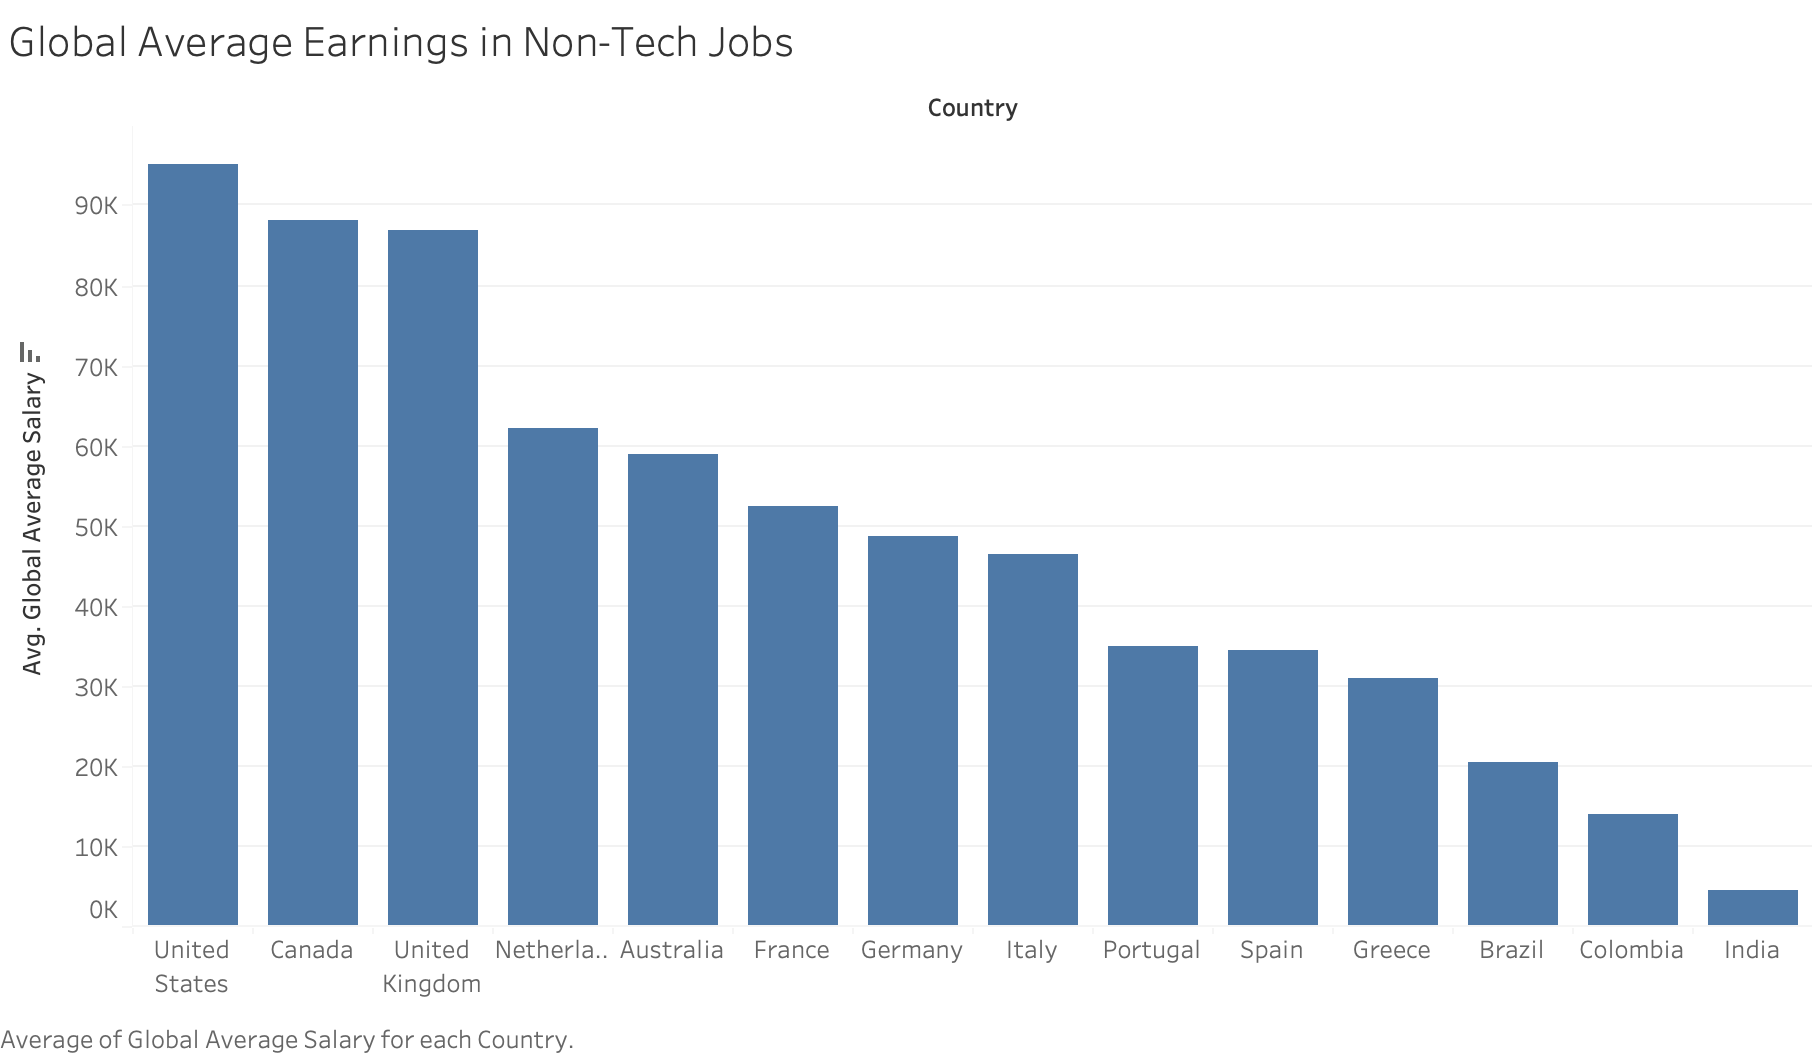 Global Average Earnings in Non-Tech Jobs
Country
Avg. Global Average Salary
90K
80K
70K
60K
50K
40K
30K
20K
10K
0K
United States
Canada
United Kingdom
Netherla..
Australia
France
Germany
Italy
Portugal
Spain
Greece
Brazil
Colombia
India
Average of Global Average Salary for each Country.